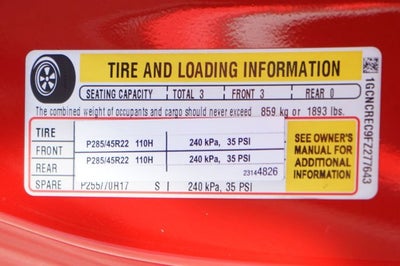 TIRE AND LOADING INFORMATION
SEATING CAPACITY TOTAL 3 FRONT 3 REAR 0
The combined weight of occupants and cargo should never exceed 859 kg or 1893 lbs.
TIRE
FRONT P285/45R22 110H 240 kPa, 35 PSI
REAR P285/45R22 110H 240 kPa, 35 PSI
23144826
SPARE P255/70H17 S 240 kPa, 35 PSI
SEE OWNER'S
MANUAL FOR
ADDITIONAL
INFORMATION
1GCNCREC9FZ277643